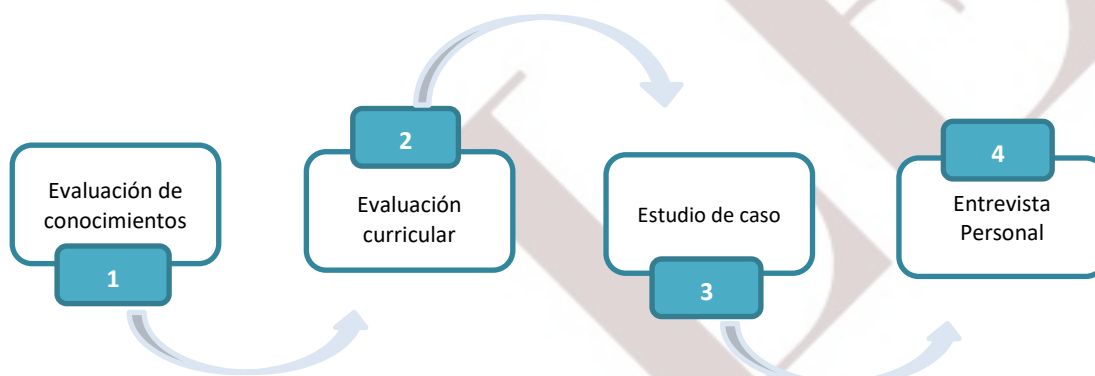 Evaluación de
conocimientos
1
2
Evaluación
curricular
Estudio de caso
3
4
Entrevista
Personal